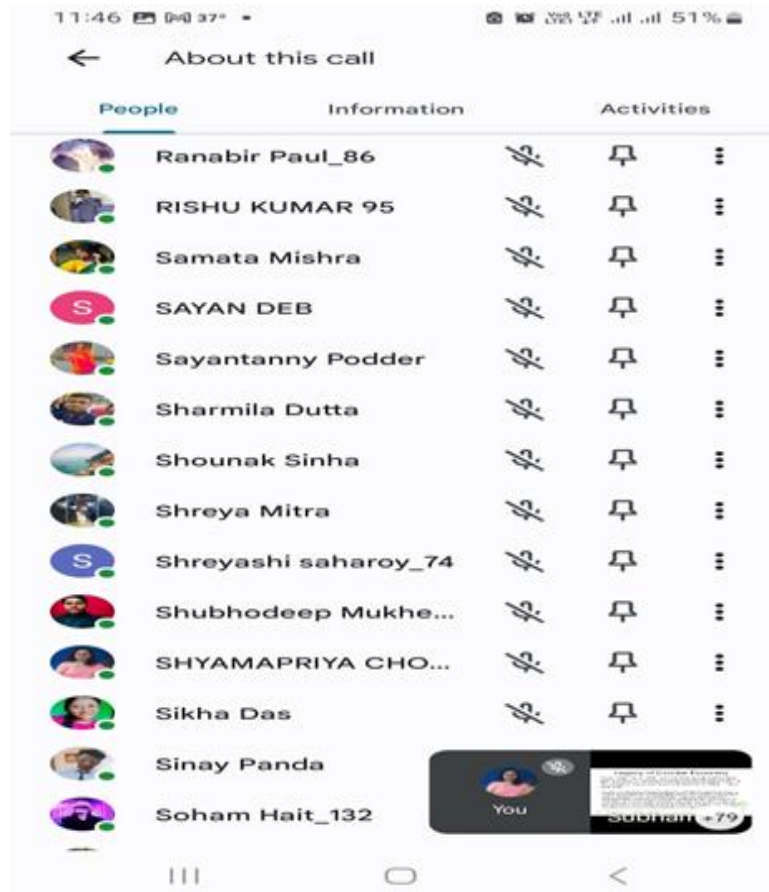 11:46 37°
51%
About this call
People Information Activities
Ranabir Paul_86
RISHU KUMAR 95
Samata Mishra
S SAYAN DEB
Sayantanny Podder
Sharmila Dutta
Shounak Sinha
Shreya Mitra
S Shreyashi saharoy_74
Shubhodeep Mukhe...
SHYAMAPRIYA CHO...
Sikha Das
Sinay Panda
Soham Hait_132
You
Subham +79